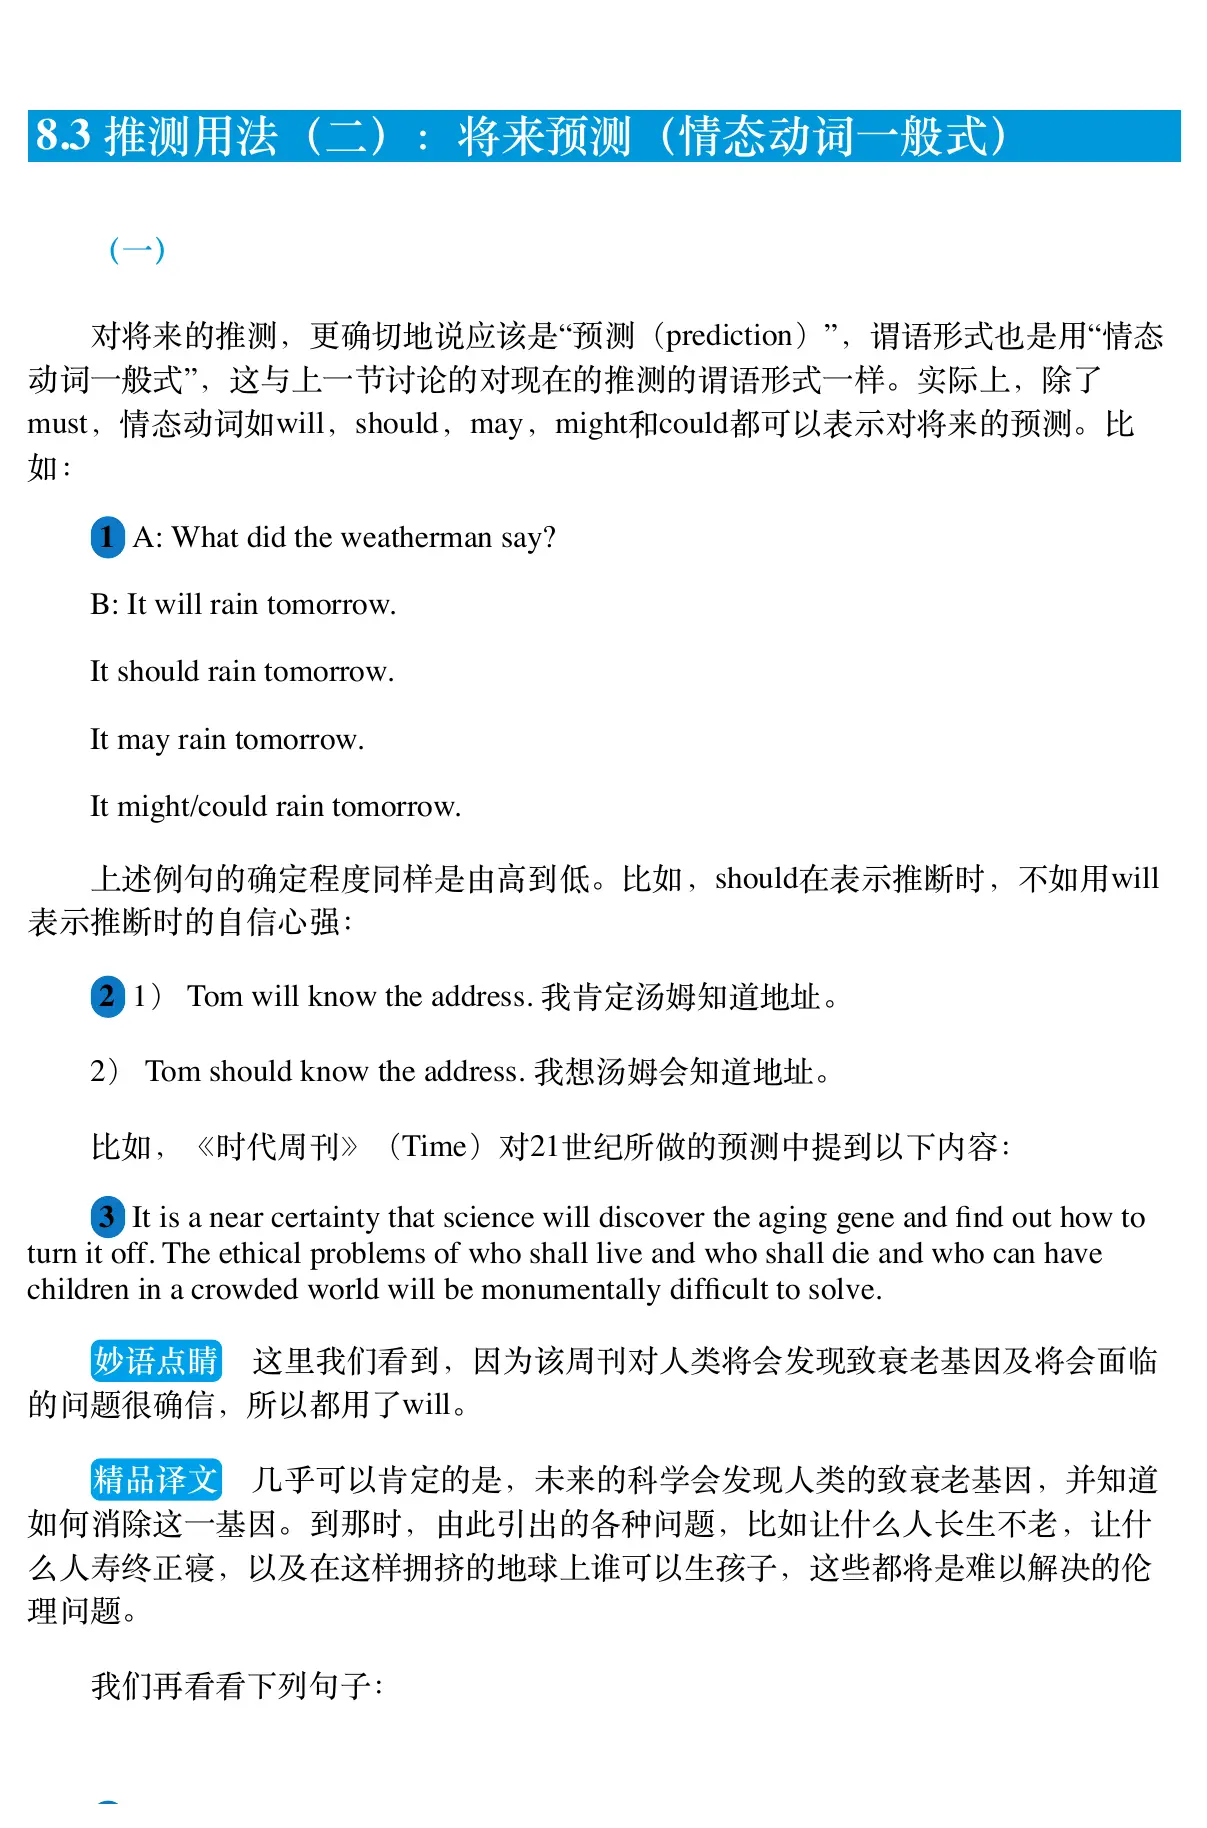 8.3 推测用法（二）：将来预测（情态动词一般式）
（一）
对将来的推测，更确切地说应该是“预测（prediction）”，谓语形式也是用“情态
动词一般式”，这与上一节讨论的对现在的推测的谓语形式一样。实际上，除了
must，情态动词如will，should，may，might和could都可以表示对将来的预测。比
如：
1 A: What did the weatherman say?
B: It will rain tomorrow.
It should rain tomorrow.
It may rain tomorrow.
It might/could rain tomorrow.
上述例句的确定程度同样是由高到低。比如，should在表示推断时，不如用will
表示推断时的自信心强：
2 1） Tom will know the address. 我肯定汤姆知道地址。
2） Tom should know the address. 我想汤姆会知道地址。
比如，《时代周刊》（Time）对21世纪所做的预测中提到以下内容：
3 It is a near certainty that science will discover the aging gene and find out how to
turn it off. The ethical problems of who shall live and who shall die and who can have
children in a crowded world will be monumentally difficult to solve.
妙语点睛 这里我们看到，因为该周刊对人类将会发现致衰老基因及将会面临
的问题很确信，所以都用了will。
精品译文 几乎可以肯定的是，未来的科学会发现人类的致衰老基因，并知道
如何消除这一基因。到那时，由此引出的各种问题，比如让什么人长生不老，让什
么人寿终正寝，以及在这样拥挤的地球上谁可以生孩子，这些都将是难以解决的伦
理问题。
我们再看看下列句子：